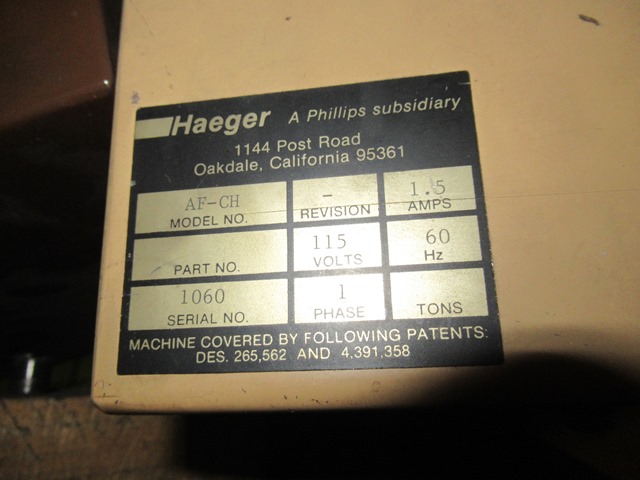 Haeger A Phillips subsidiary
1144 Post Road
Oakdale, California 95361
AF-CH - 1.5
MODEL NO. REVISION AMPS
115 60
PART NO. VOLTS Hz
1060 1
SERIAL NO. PHASE TONS
MACHINE COVERED BY FOLLOWING PATENTS:
DES. 265,562 AND 4,391,358